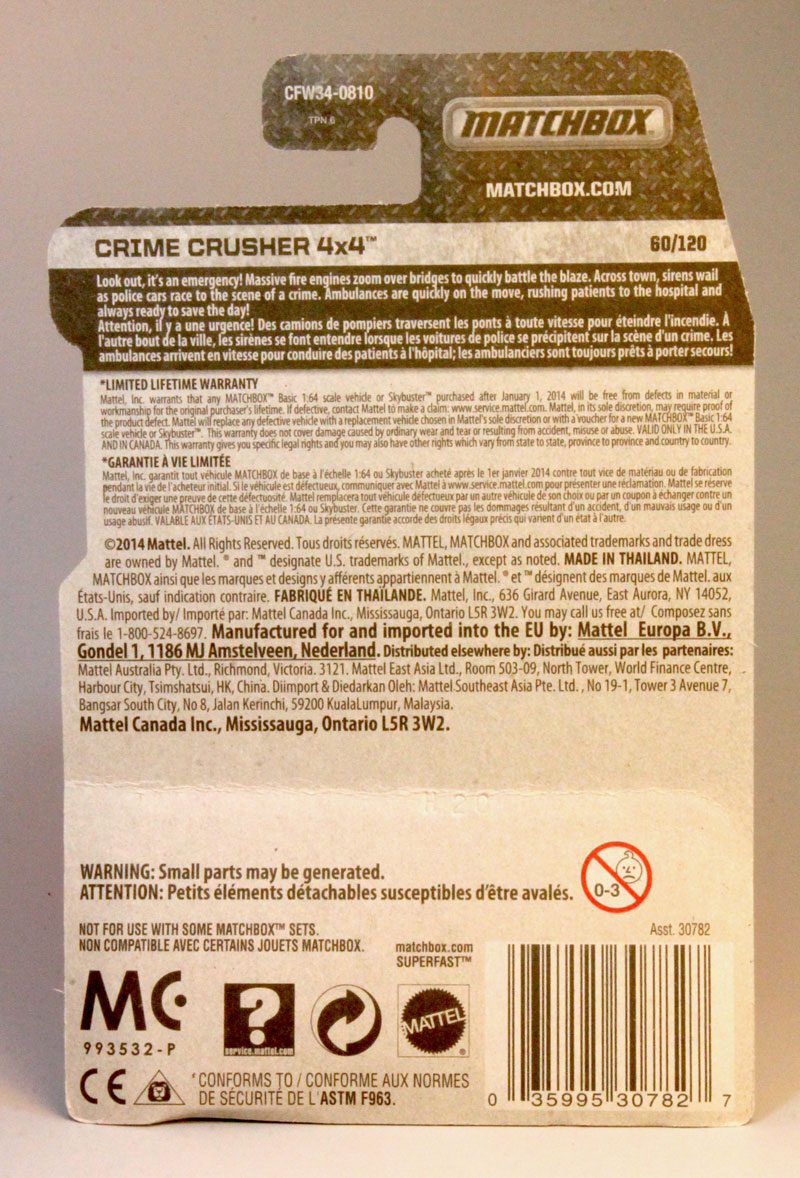 CFW34-0810
TPN 6
MATCHBOX™
MATCHBOX.COM
CRIME CRUSHER 4x4™
60/120
Look out, it's an emergency! Massive fire engines zoom over bridges to quickly battle the blaze. Across town, sirens wail
as police cars race to the scene of a crime. Ambulances are quickly on the move, rushing patients to the hospital and
always ready to save the day!
Attention, il y a une urgence! Des camions de pompiers traversent les ponts à toute vitesse pour éteindre l'incendie. À
l'autre bout de la ville, les sirènes se font entendre lorsque les voitures de police se précipitent sur la scène d'un crime. Les
ambulances arrivent en vitesse pour conduire des patients à l'hôpital; les ambulanciers sont toujours prêts à porter secours!
*LIMITED LIFETIME WARRANTY
Mattel, Inc. warrants that any MATCHBOX™ Basic 1:64 scale vehicle or Skybuster™ purchased after January 1, 2014 will be free from defects in material or
workmanship for the original purchaser's lifetime. If defective, contact Mattel to make a claim: www.service.mattel.com. Mattel, in its sole discretion, may require proof of
the product defect. Mattel will replace any defective vehicle with a replacement vehicle chosen in Mattel's sole discretion or with a voucher for a new MATCHBOX™ Basic 1:64
scale vehicle or Skybuster™. This warranty does not cover damage caused by ordinary wear and tear or resulting from accident, misuse or abuse. VALID ONLY IN THE U.S.A.
AND IN CANADA. This warranty gives you specific legal rights and you may also have other rights which vary from state to state, province to province and country to country.
*GARANTIE À VIE LIMITÉE
Mattel, Inc. garantit tout véhicule MATCHBOX de base à l'échelle 1:64 ou Skybuster acheté après le 1er janvier 2014 contre tout vice de matériau ou de fabrication
pendant la vie de l'acheteur initial. Si le véhicule est défectueux, communiquer avec Mattel à www.service.mattel.com pour présenter une réclamation. Mattel se réserve
le droit d'exiger une preuve de cette défectuosité. Mattel remplacera tout véhicule défectueux par un autre véhicule de son choix ou par un coupon à échanger contre un
nouveau véhicule MATCHBOX de base à l'échelle 1:64 ou Skybuster. Cette garantie ne couvre pas les dommages résultant d'un accident, d'un mauvais usage ou d'un
usage abusif. VALABLE AUX ÉTATS-UNIS ET AU CANADA. La présente garantie accorde des droits légaux précis qui varient d'un état à l'autre.
©2014 Mattel. All Rights Reserved. Tous droits réservés. MATTEL, MATCHBOX and associated trademarks and trade dress
are owned by Mattel. ® and ™ designate U.S. trademarks of Mattel., except as noted. MADE IN THAILAND. MATTEL,
MATCHBOX ainsi que les marques et designs y afférents appartiennent à Mattel. ® et ™ désignent des marques de Mattel. aux
États-Unis, sauf indication contraire. FABRIQUÉ EN THAÏLANDE. Mattel, Inc., 636 Girard Avenue, East Aurora, NY 14052,
U.S.A. Imported by/ Importé par: Mattel Canada Inc., Mississauga, Ontario L5R 3W2. You may call us free at/ Composez sans
frais le 1-800-524-8697. Manufactured for and imported into the EU by: Mattel Europa B.V.,
Gondel 1, 1186 MJ Amstelveen, Nederland. Distributed elsewhere by: Distribué aussi par les partenaires:
Mattel Australia Pty. Ltd., Richmond, Victoria. 3121. Mattel East Asia Ltd., Room 503-09, North Tower, World Finance Centre,
Harbour City, Tsimshatsui, HK, China. Diimport & Diedarkan Oleh: Mattel Southeast Asia Pte. Ltd. , No 19-1, Tower 3 Avenue 7,
Bangsar South City, No 8, Jalan Kerinchi, 59200 KualaLumpur, Malaysia.
Mattel Canada Inc., Mississauga, Ontario L5R 3W2.
WARNING: Small parts may be generated.
ATTENTION: Petits éléments détachables susceptibles d'être avalés.
0-3
NOT FOR USE WITH SOME MATCHBOX™ SETS.
NON COMPATIBLE AVEC CERTAINS JOUETS MATCHBOX.
matchbox.com
SUPERFAST™
Asst. 30782
MC
993532-P
?
service.mattel.com
MATTEL
CE
*CONFORMS TO / CONFORME AUX NORMES
DE SÉCURITÉ DE L'ASTM F963.
0 35995 30782 7